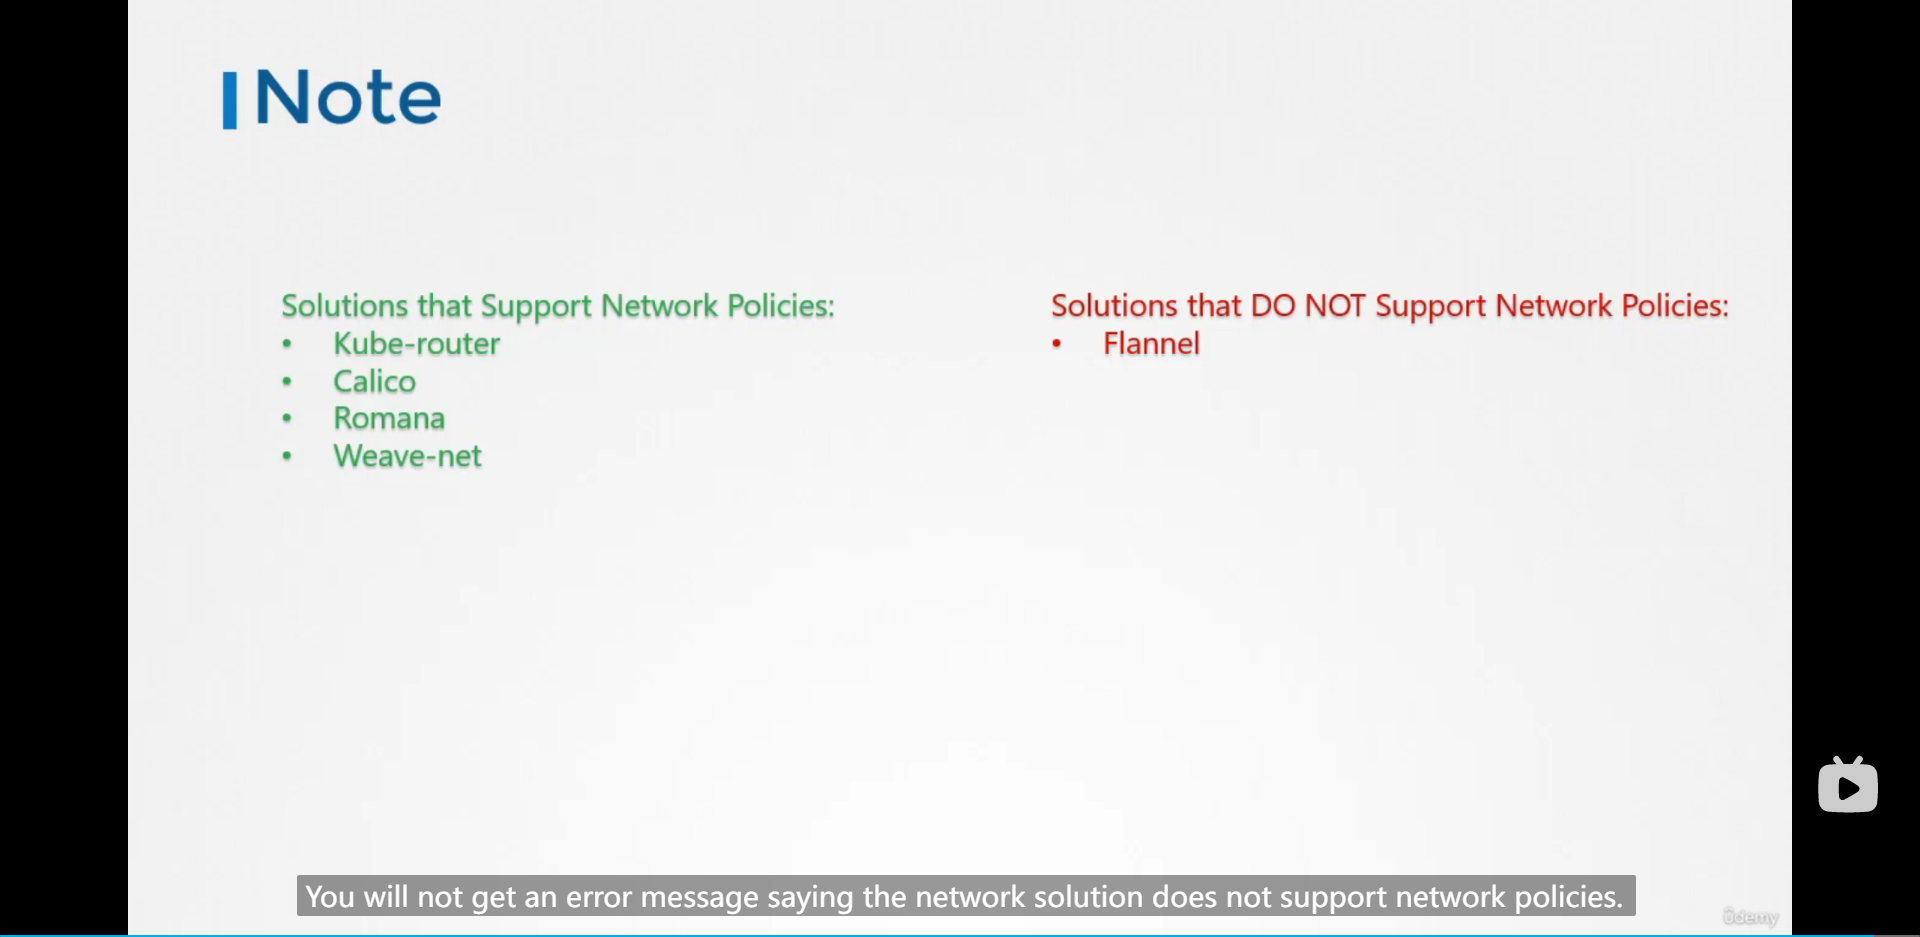 Note
Solutions that Support Network Policies:
• Kube-router
• Calico
• Romana
• Weave-net
Solutions that DO NOT Support Network Policies:
• Flannel
You will not get an error message saying the network solution does not support network policies.
ûdemy